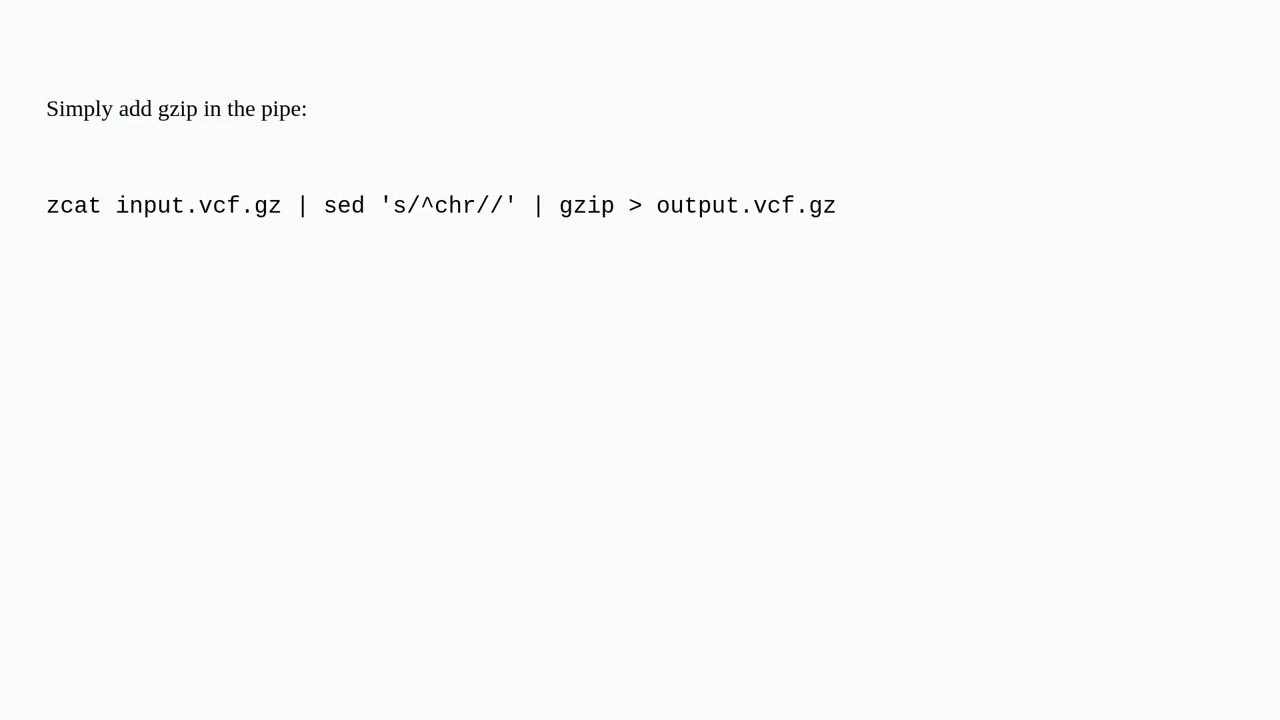 Simply add gzip in the pipe:
zcat input.vcf.gz | sed 's/^chr//' | gzip > output.vcf.gz